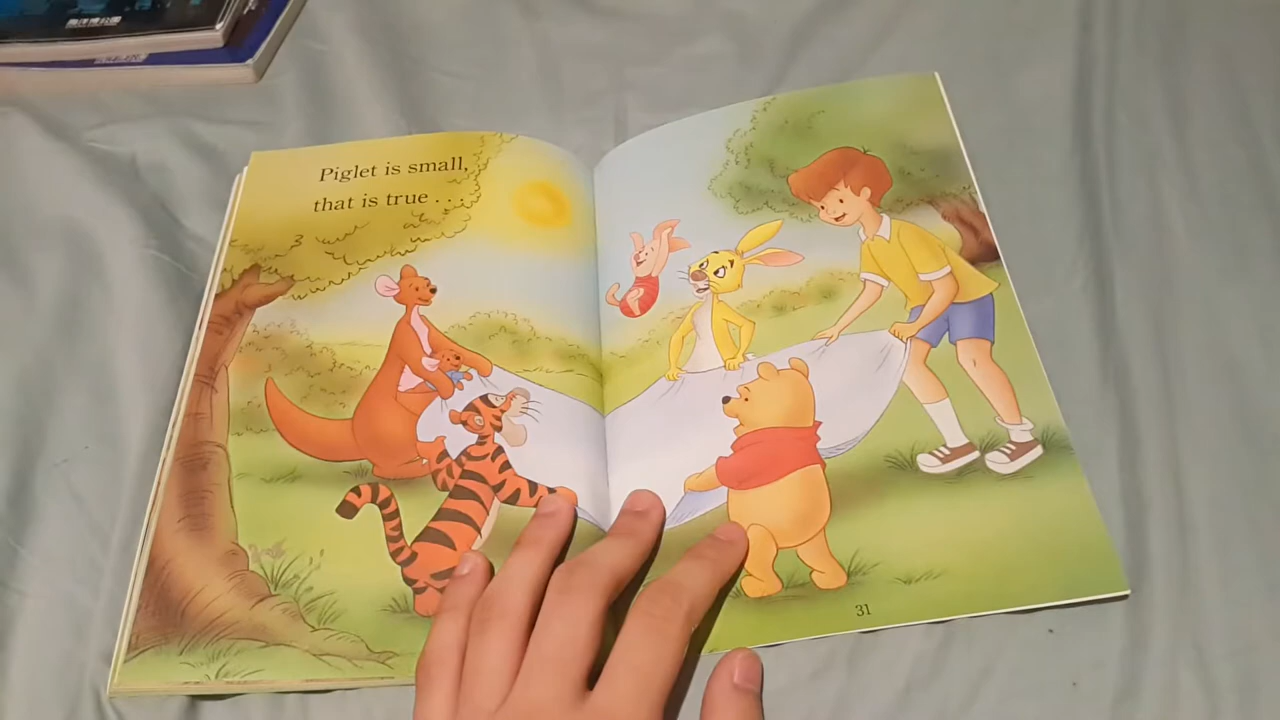 Piglet is small,
that is true . . .
31